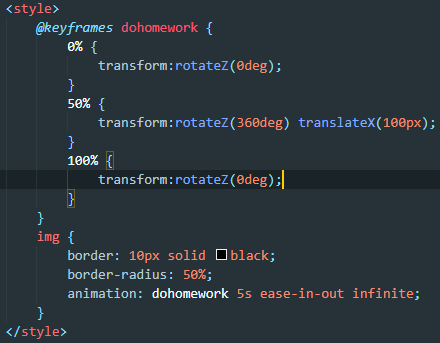 <style>
@keyframes dohomework {
0% {
transform:rotateZ(0deg);
}
50% {
transform:rotateZ(360deg) translateX(100px);
}
100% {
transform:rotateZ(0deg);
}
}
img {
border: 10px solid black;
border-radius: 50%;
animation: dohomework 5s ease-in-out infinite;
}
</style>